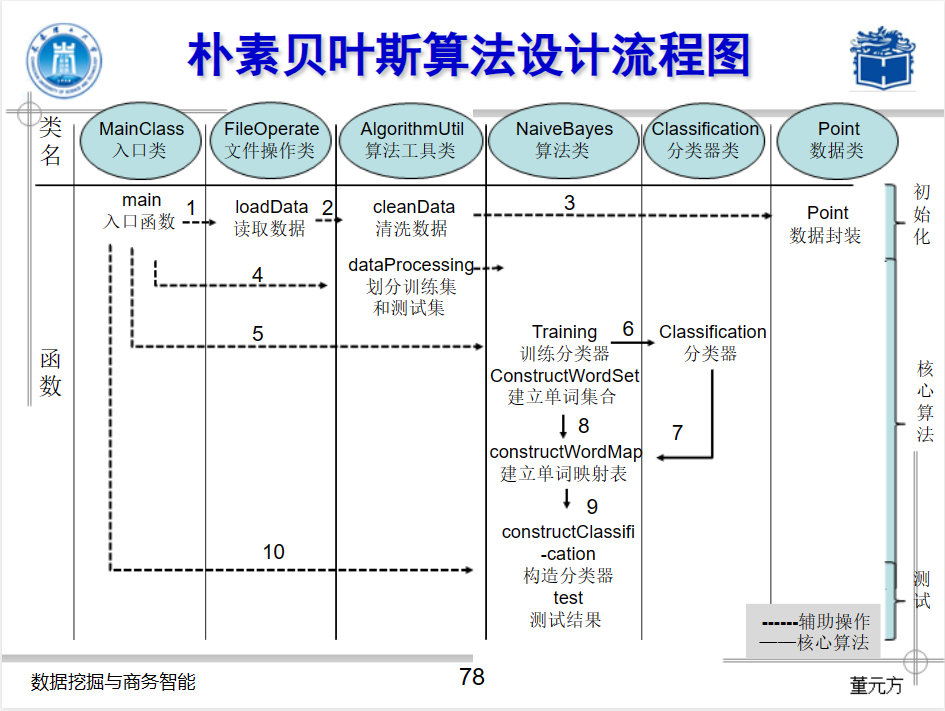 朴素贝叶斯算法设计流程图
类名
MainClass
入口类
FileOperate
文件操作类
AlgorithmUtil
算法工具类
NaiveBayes
算法类
Classification
分类器类
Point
数据类
初始化
main
入口函数
1
loadData
读取数据
2
cleanData
清洗数据
3
Point
数据封装
4
dataProcessing
划分训练集
和测试集
函数
5
Training
训练分类器
6
Classification
分类器
ConstructWordSet
建立单词集合
核心算法
8
7
constructWordMap
建立单词映射表
9
constructClassifi
-cation
构造分类器
10
test
测试结果
测试
------辅助操作
——核心算法
数据挖掘与商务智能
78
董元方